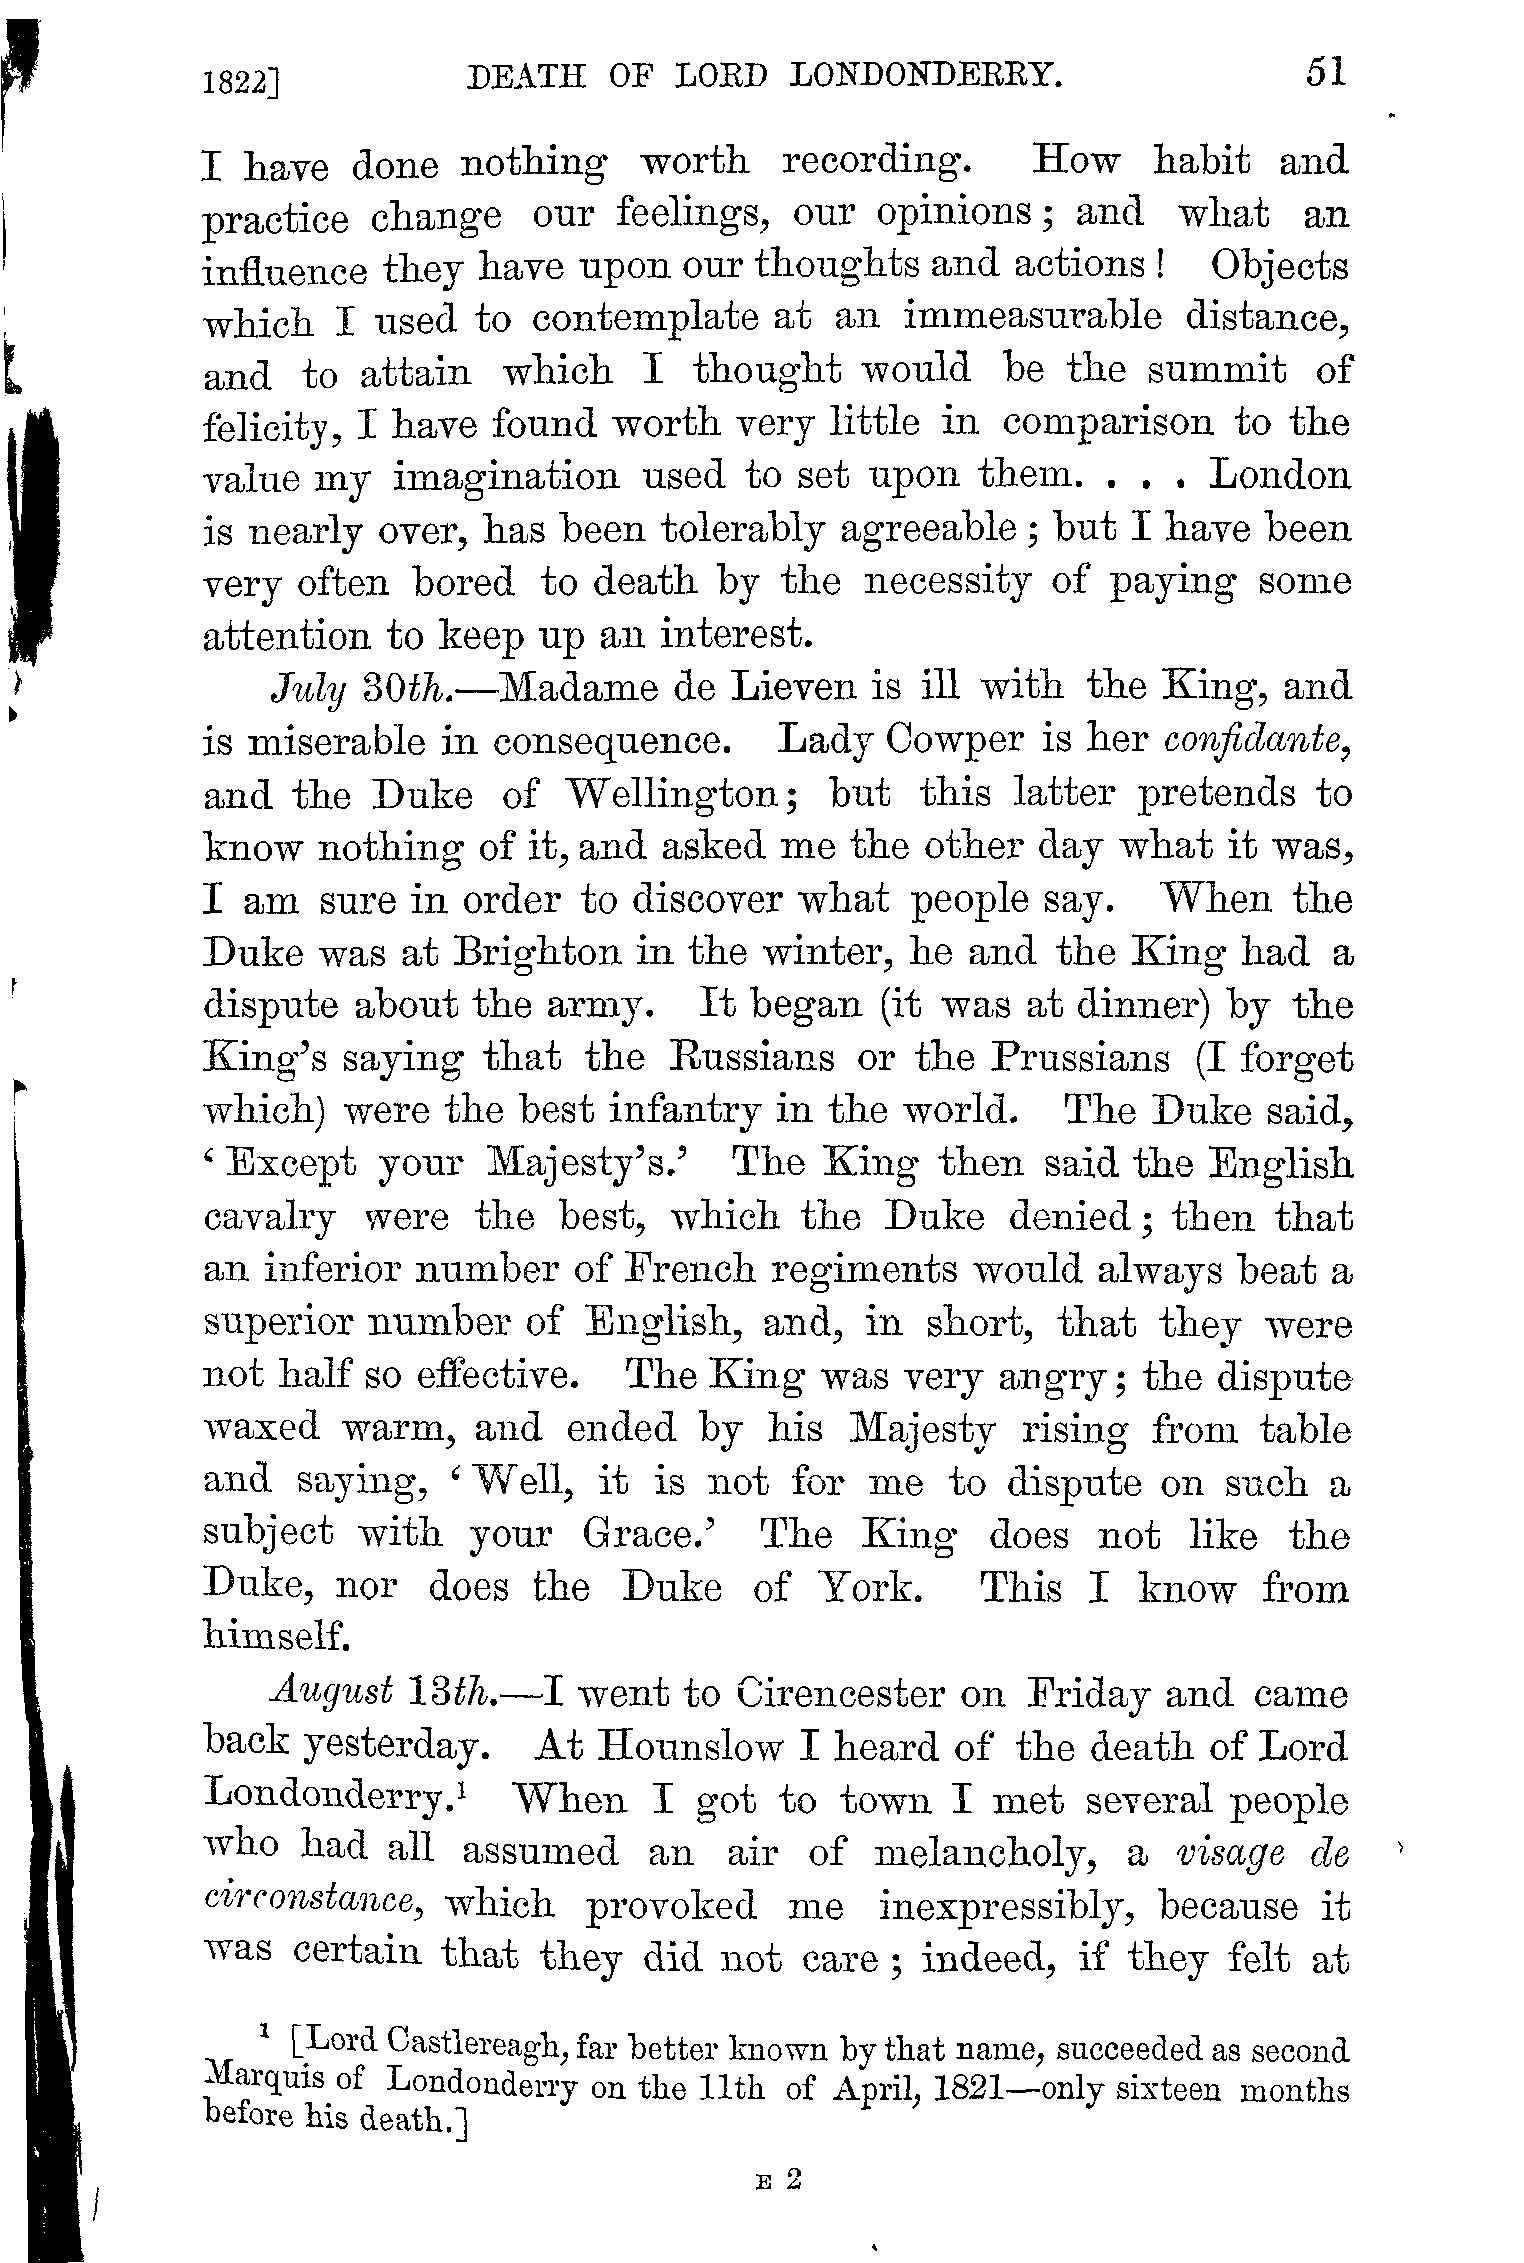 1822] DEATH OF LORD LONDONDERRY. 51
I have done nothing worth recording. How habit and
practice change our feelings, our opinions; and what an
influence they have upon our thoughts and actions! Objects
which I used to contemplate at an immeasurable distance,
and to attain which I thought would be the summit of
felicity, I have found worth very little in comparison to the
value my imagination used to set upon them. . . . London
is nearly over, has been tolerably agreeable; but I have been
very often bored to death by the necessity of paying some
attention to keep up an interest.
July 30th.—Madame de Lieven is ill with the King, and
is miserable in consequence. Lady Cowper is her confidante,
and the Duke of Wellington; but this latter pretends to
know nothing of it, and asked me the other day what it was,
I am sure in order to discover what people say. When the
Duke was at Brighton in the winter, he and the King had a
dispute about the army. It began (it was at dinner) by the
King's saying that the Russians or the Prussians (I forget
which) were the best infantry in the world. The Duke said,
‘Except your Majesty's.’ The King then said the English
cavalry were the best, which the Duke denied; then that
an inferior number of French regiments would always beat a
superior number of English, and, in short, that they were
not half so effective. The King was very angry; the dispute
waxed warm, and ended by his Majesty rising from table
and saying, ‘Well, it is not for me to dispute on such a
subject with your Grace.’ The King does not like the
Duke, nor does the Duke of York. This I know from
himself.
August 13th.—I went to Cirencester on Friday and came
back yesterday. At Hounslow I heard of the death of Lord
Londonderry.¹ When I got to town I met several people
who had all assumed an air of melancholy, a visage de
circonstance, which provoked me inexpressibly, because it
was certain that they did not care; indeed, if they felt at
¹ [Lord Castlereagh, far better known by that name, succeeded as second
Marquis of Londonderry on the 11th of April, 1821—only sixteen months
before his death.]
E 2